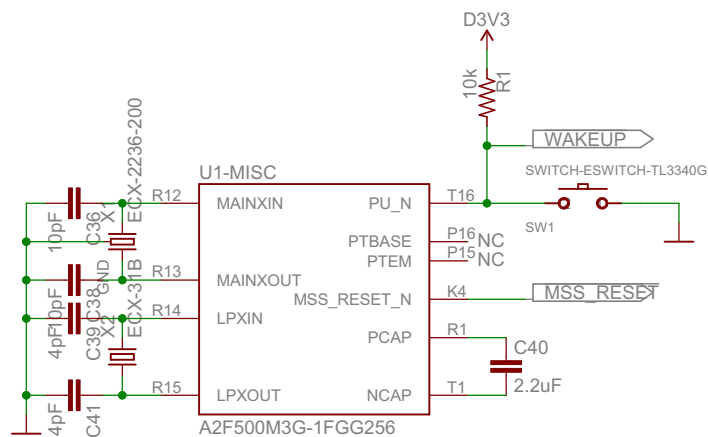 D3V3
10k
R1
WAKEUP
SWITCH-ESWITCH-TL3340G
SW1
U1-MISC
R12
MAINXIN
PU_N
T16
PTBASE
P16
NC
PTEM
P15
NC
R13
MAINXOUT
MSS_RESET_N
K4
MSS_RESET
R14
LPXIN
PCAP
R1
C40
2.2uF
R15
LPXOUT
NCAP
T1
A2F500M3G-1FGG256
10pF
C36
X1
ECX-2236-200
GND
10pF
C38
4pF
C39
X2
ECX-31B
4pF
C41